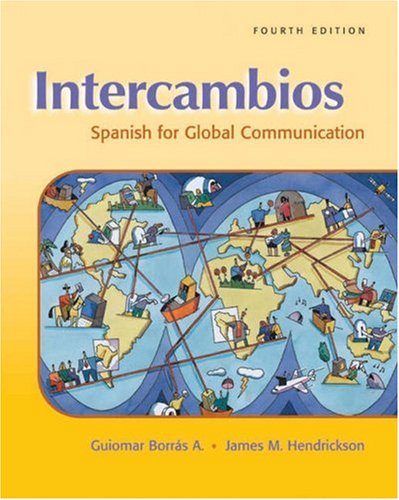 FOURTH EDITION
Intercambios
Spanish for Global Communication
Guiomar Borrás A. • James M. Hendrickson